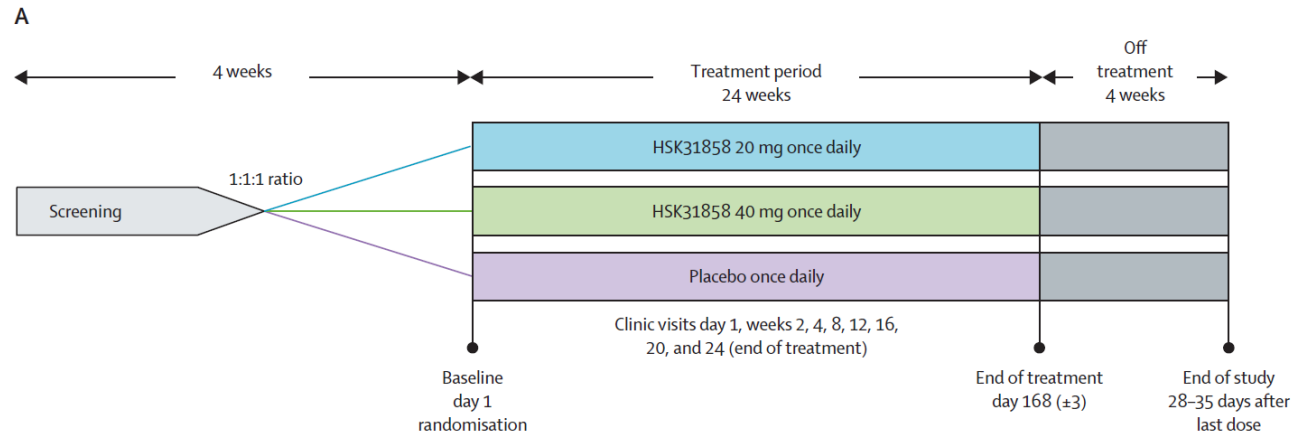 A
4 weeks
Treatment period
24 weeks
Off
treatment
4 weeks
1:1:1 ratio
Screening
HSK31858 20 mg once daily
HSK31858 40 mg once daily
Placebo once daily
Clinic visits day 1, weeks 2, 4, 8, 12, 16,
20, and 24 (end of treatment)
Baseline
day 1
randomisation
End of treatment
day 168 (±3)
End of study
28–35 days after
last dose